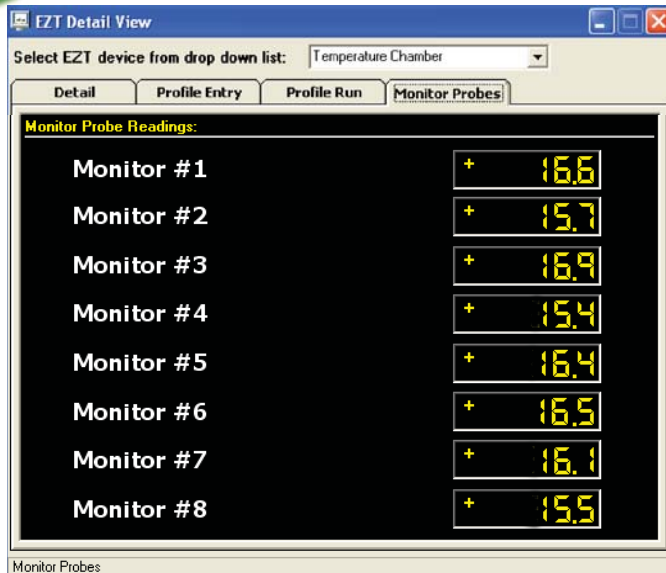 EZT Detail View
Select EZT device from drop down list: Temperature Chamber
Detail Profile Entry Profile Run Monitor Probes
Monitor Probe Readings:
Monitor #1 + 16.6
Monitor #2 + 15.7
Monitor #3 + 16.9
Monitor #4 + 15.4
Monitor #5 + 16.4
Monitor #6 + 16.5
Monitor #7 + 16.1
Monitor #8 + 15.5
Monitor Probes